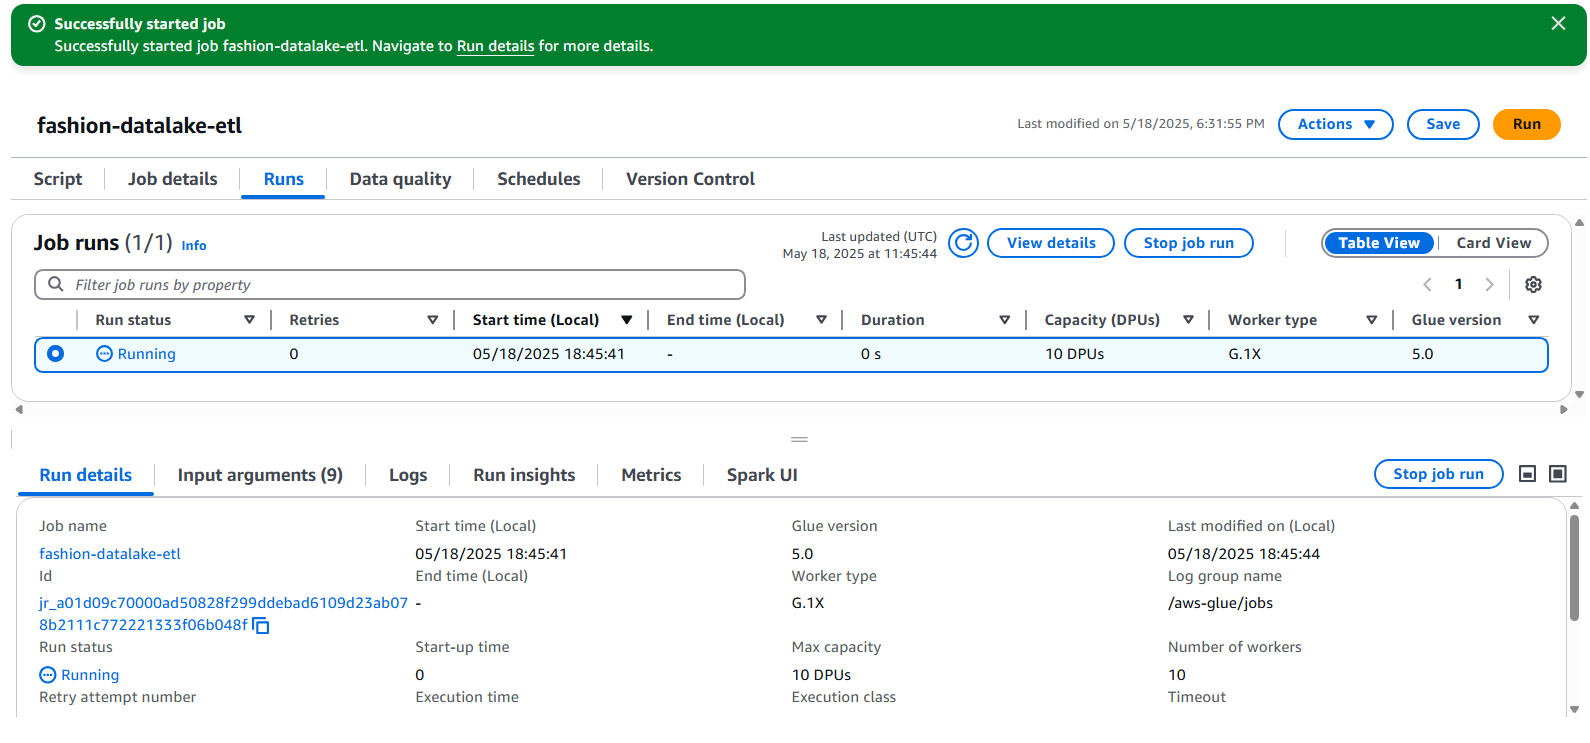 Successfully started job
Successfully started job fashion-datalake-etl. Navigate to Run details for more details.
fashion-datalake-etl
Last modified on 5/18/2025, 6:31:55 PM
Actions
Save
Run
Script
Job details
Runs
Data quality
Schedules
Version Control
Job runs (1/1) Info
Last updated (UTC)
May 18, 2025 at 11:45:44
View details
Stop job run
Table View
Card View
Filter job runs by property
1
Run status
Retries
Start time (Local)
End time (Local)
Duration
Capacity (DPUs)
Worker type
Glue version
Running
0
05/18/2025 18:45:41
-
0 s
10 DPUs
G.1X
5.0
Run details
Input arguments (9)
Logs
Run insights
Metrics
Spark UI
Stop job run
Job name
Start time (Local)
Glue version
Last modified on (Local)
fashion-datalake-etl
05/18/2025 18:45:41
5.0
05/18/2025 18:45:44
Id
End time (Local)
Worker type
Log group name
jr_a01d09c70000ad50828f299ddebad6109d23ab07
8b2111c772221333f06b048f
-
G.1X
/aws-glue/jobs
Run status
Start-up time
Max capacity
Number of workers
Running
0
10 DPUs
10
Retry attempt number
Execution time
Execution class
Timeout